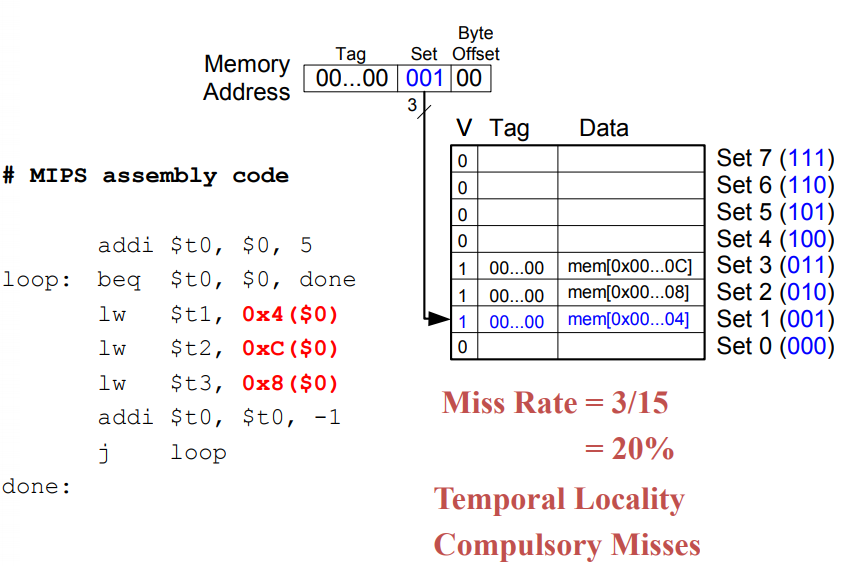 Memory Address
Tag Set Byte Offset
00...00 001 00
3
V Tag Data
0 Set 7 (111)
0 Set 6 (110)
0 Set 5 (101)
0 Set 4 (100)
1 00...00 mem[0x00...0C] Set 3 (011)
1 00...00 mem[0x00...08] Set 2 (010)
1 00...00 mem[0x00...04] Set 1 (001)
0 Set 0 (000)
# MIPS assembly code
addi $t0, $0, 5
loop: beq $t0, $0, done
lw $t1, 0x4($0)
lw $t2, 0xC($0)
lw $t3, 0x8($0)
addi $t0, $t0, -1
j loop
done:
Miss Rate = 3/15
= 20%
Temporal Locality
Compulsory Misses